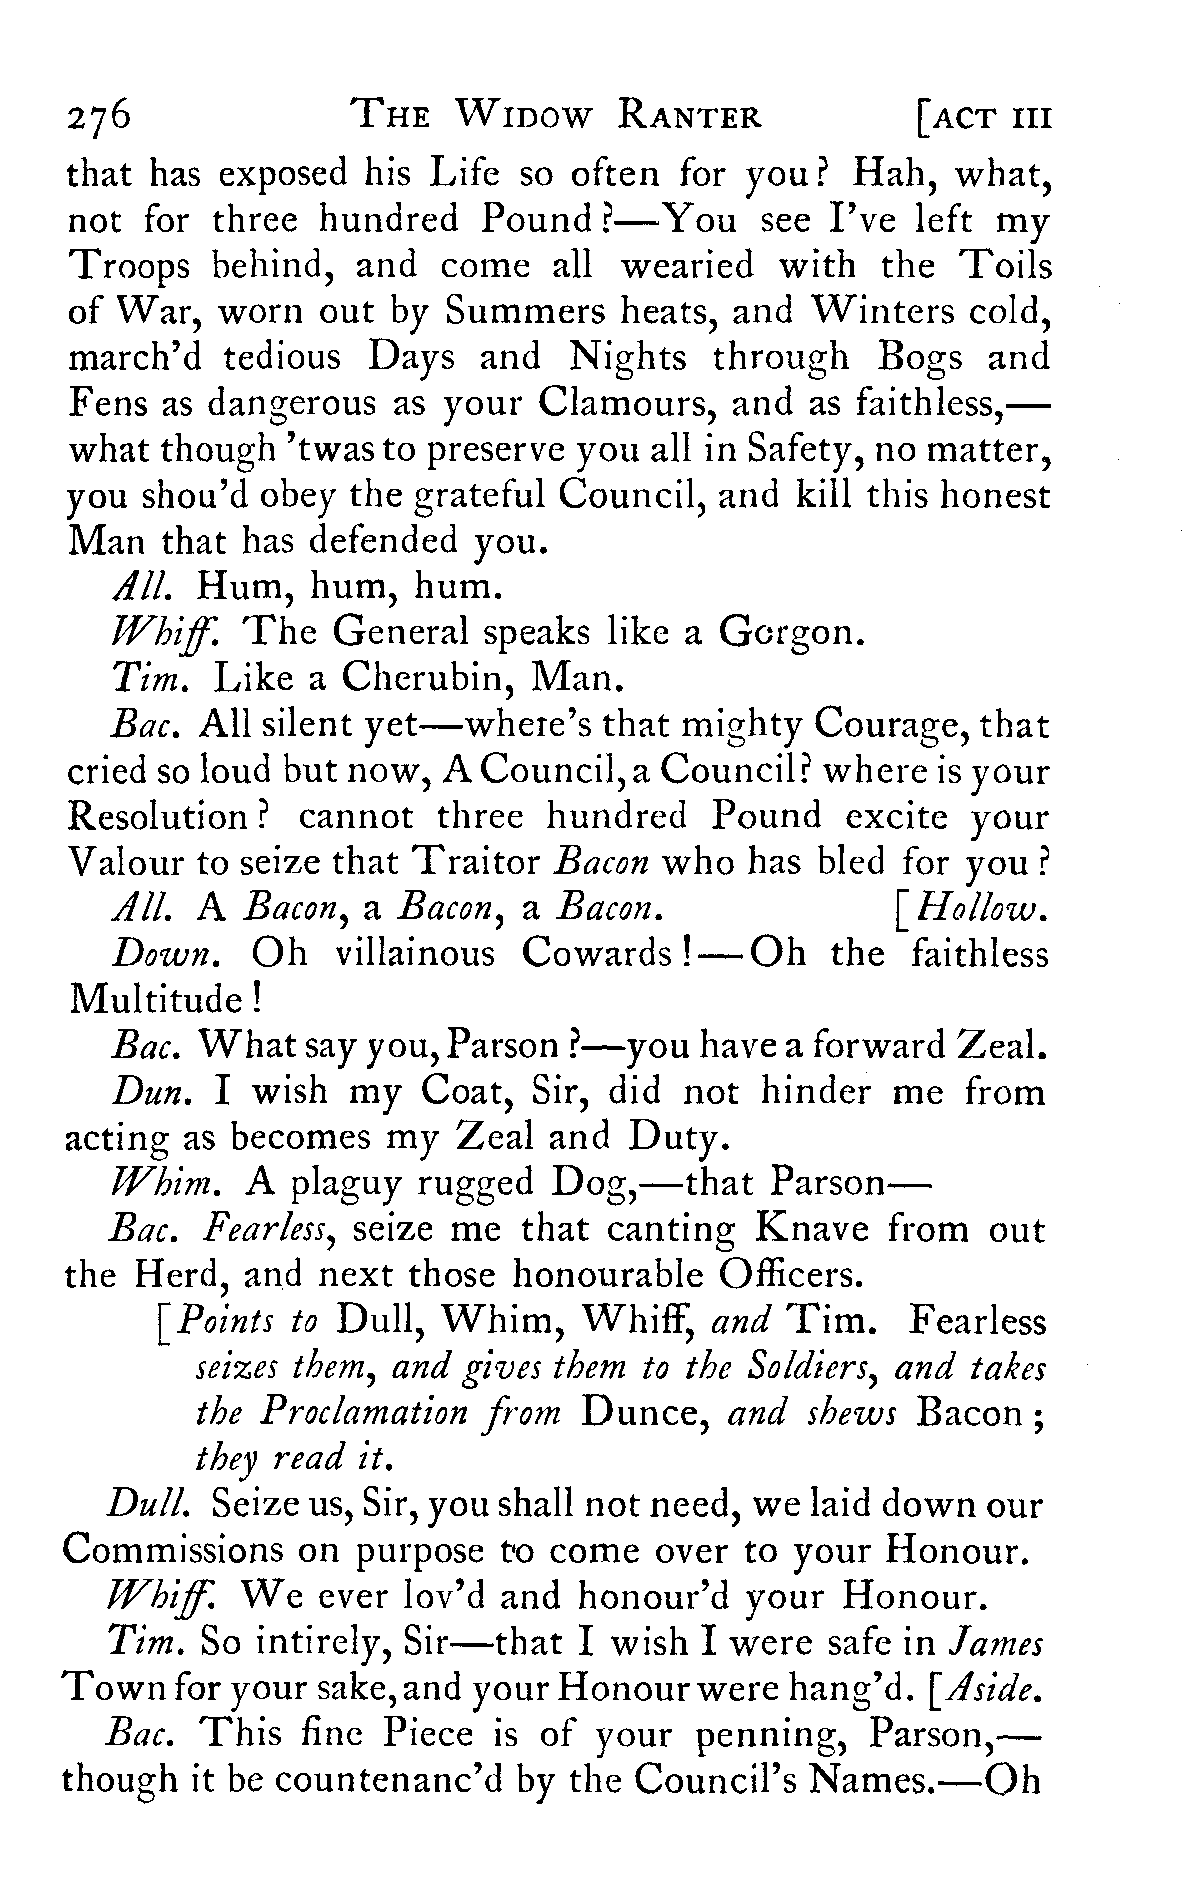 276 THE WIDOW RANTER [ACT III
that has exposed his Life so often for you? Hah, what,
not for three hundred Pound?—You see I've left my
Troops behind, and come all wearied with the Toils
of War, worn out by Summers heats, and Winters cold,
march'd tedious Days and Nights through Bogs and
Fens as dangerous as your Clamours, and as faithless,—
what though 'twas to preserve you all in Safety, no matter,
you shou'd obey the grateful Council, and kill this honest
Man that has defended you.
All. Hum, hum, hum.
Whiff. The General speaks like a Gorgon.
Tim. Like a Cherubin, Man.
Bac. All silent yet—where's that mighty Courage, that
cried so loud but now, A Council, a Council? where is your
Resolution? cannot three hundred Pound excite your
Valour to seize that Traitor Bacon who has bled for you?
All. A Bacon, a Bacon, a Bacon. [Hollow.
Down. Oh villainous Cowards!—Oh the faithless
Multitude!
Bac. What say you, Parson?—you have a forward Zeal.
Dun. I wish my Coat, Sir, did not hinder me from
acting as becomes my Zeal and Duty.
Whim. A plaguy rugged Dog,—that Parson—
Bac. Fearless, seize me that canting Knave from out
the Herd, and next those honourable Officers.
[Points to Dull, Whim, Whiff, and Tim. Fearless
seizes them, and gives them to the Soldiers, and takes
the Proclamation from Dunce, and shews Bacon;
they read it.
Dull. Seize us, Sir, you shall not need, we laid down our
Commissions on purpose to come over to your Honour.
Whiff. We ever lov'd and honour'd your Honour.
Tim. So intirely, Sir—that I wish I were safe in James
Town for your sake, and your Honour were hang'd. [Aside.
Bac. This fine Piece is of your penning, Parson,—
though it be countenanc'd by the Council's Names.—Oh